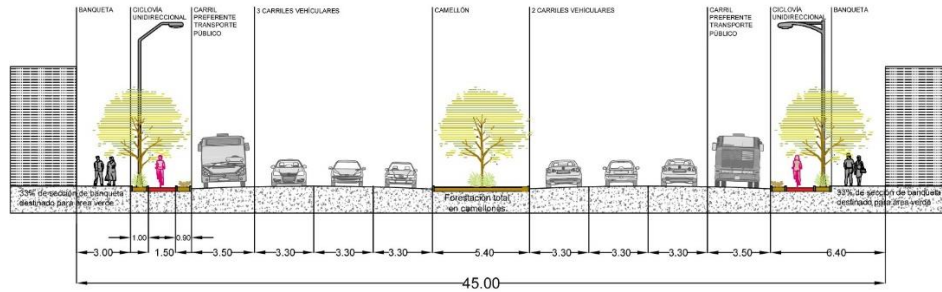 BANQUETA
CICLOVÍA
UNIDIRECCIONAL
CARRIL
PREFERENTE
TRANSPORTE
PÚBLICO
3 CARRILES VEHÍCULARES
CAMELLÓN
2 CARRILES VEHÍCULARES
CARRIL
PREFERENTE
TRANSPORTE
PÚBLICO
CICLOVÍA
UNIDIRECCIONAL
BANQUETA
33% de sección de banqueta
destinado para área verde
Forestación total
en camellones
33% de sección de banqueta
destinado para área verde
1.00 0.90
3.00 1.50 3.50 3.30 3.30 3.30 5.40 3.30 3.30 3.30 3.50 6.40
45.00